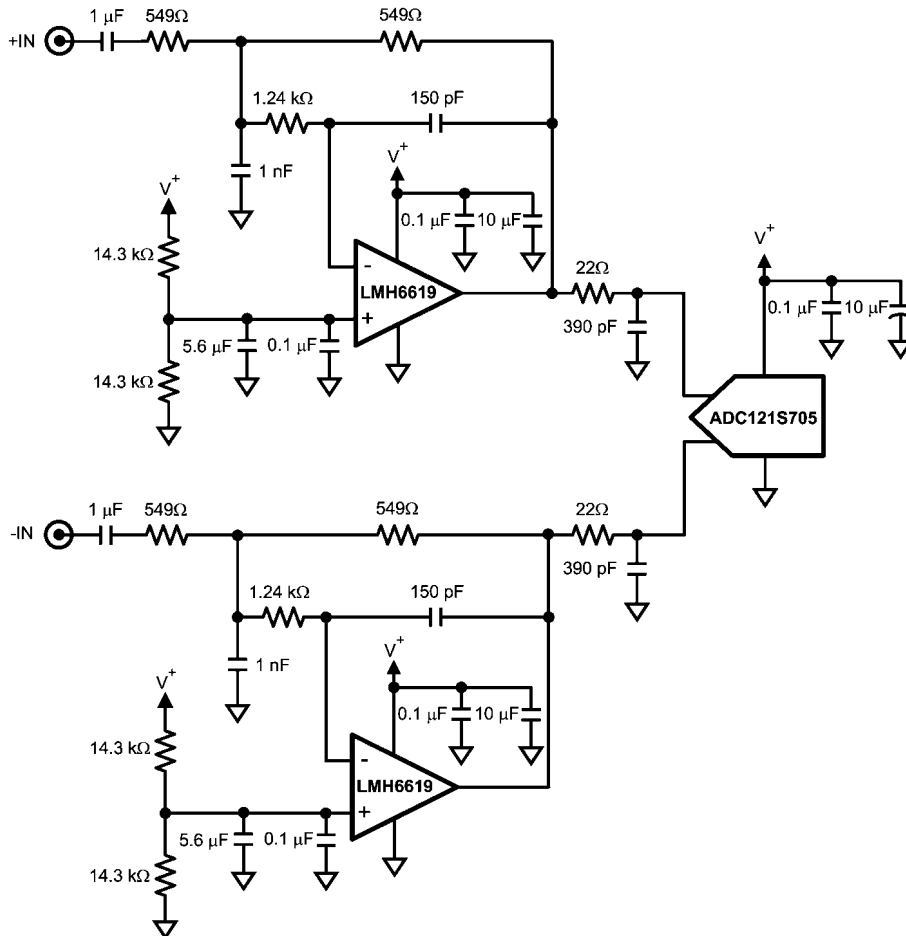 1 µF 549Ω 549Ω
+IN
1.24 kΩ 150 pF
1 nF
V+
V+
0.1 µF 10 µF
14.3 kΩ
V+
22Ω
LMH6619
-
+
0.1 µF 10 µF
390 pF
5.6 µF 0.1 µF
14.3 kΩ
ADC121S705
1 µF 549Ω 549Ω 22Ω
-IN
390 pF
1.24 kΩ 150 pF
1 nF
V+
V+
0.1 µF 10 µF
14.3 kΩ
-
LMH6619
+
5.6 µF 0.1 µF
14.3 kΩ